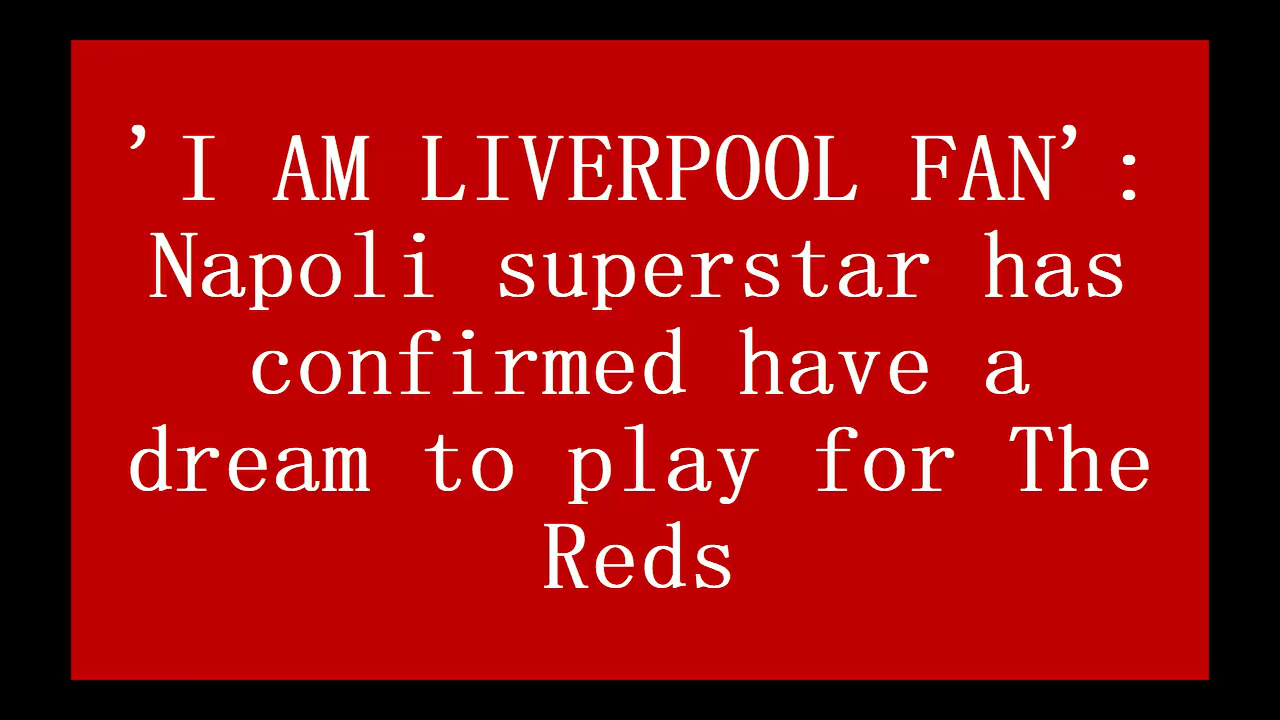 ’I AM LIVERPOOL FAN’:
Napoli superstar has
confirmed have a
dream to play for The
Reds